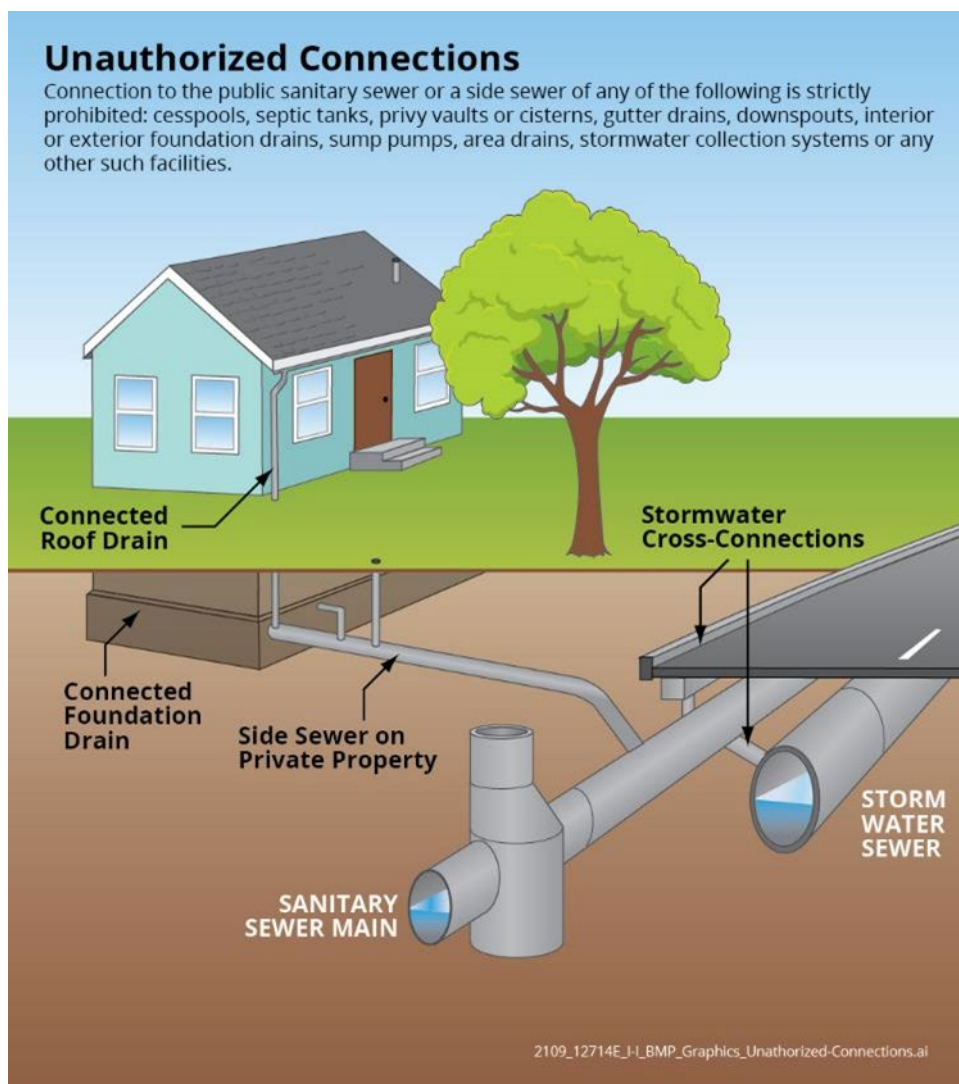 Unauthorized Connections
Connection to the public sanitary sewer or a side sewer of any of the following is strictly
prohibited: cesspools, septic tanks, privy vaults or cisterns, gutter drains, downspouts, interior
or exterior foundation drains, sump pumps, area drains, stormwater collection systems or any
other such facilities.
Connected
Roof Drain
Stormwater
Cross-Connections
Connected
Foundation
Drain
Side Sewer on
Private Property
STORM
WATER
SEWER
SANITARY
SEWER MAIN
2109_12714E_I-I_BMP_Graphics_Unathorized-Connections.ai